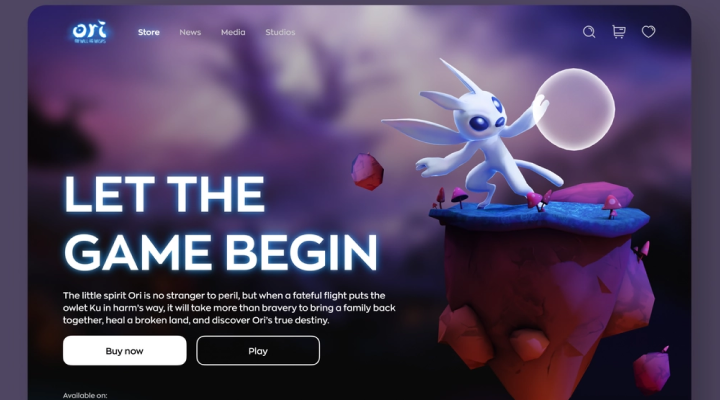 ori
Store
News
Media
Studios
LET THE
GAME BEGIN
The little spirit Ori is no stranger to peril, but when a fateful flight puts the
owlet Ku in harm's way, it will take more than bravery to bring a family back
together, heal a broken land, and discover Ori's true destiny.
Buy now
Play
Available on: